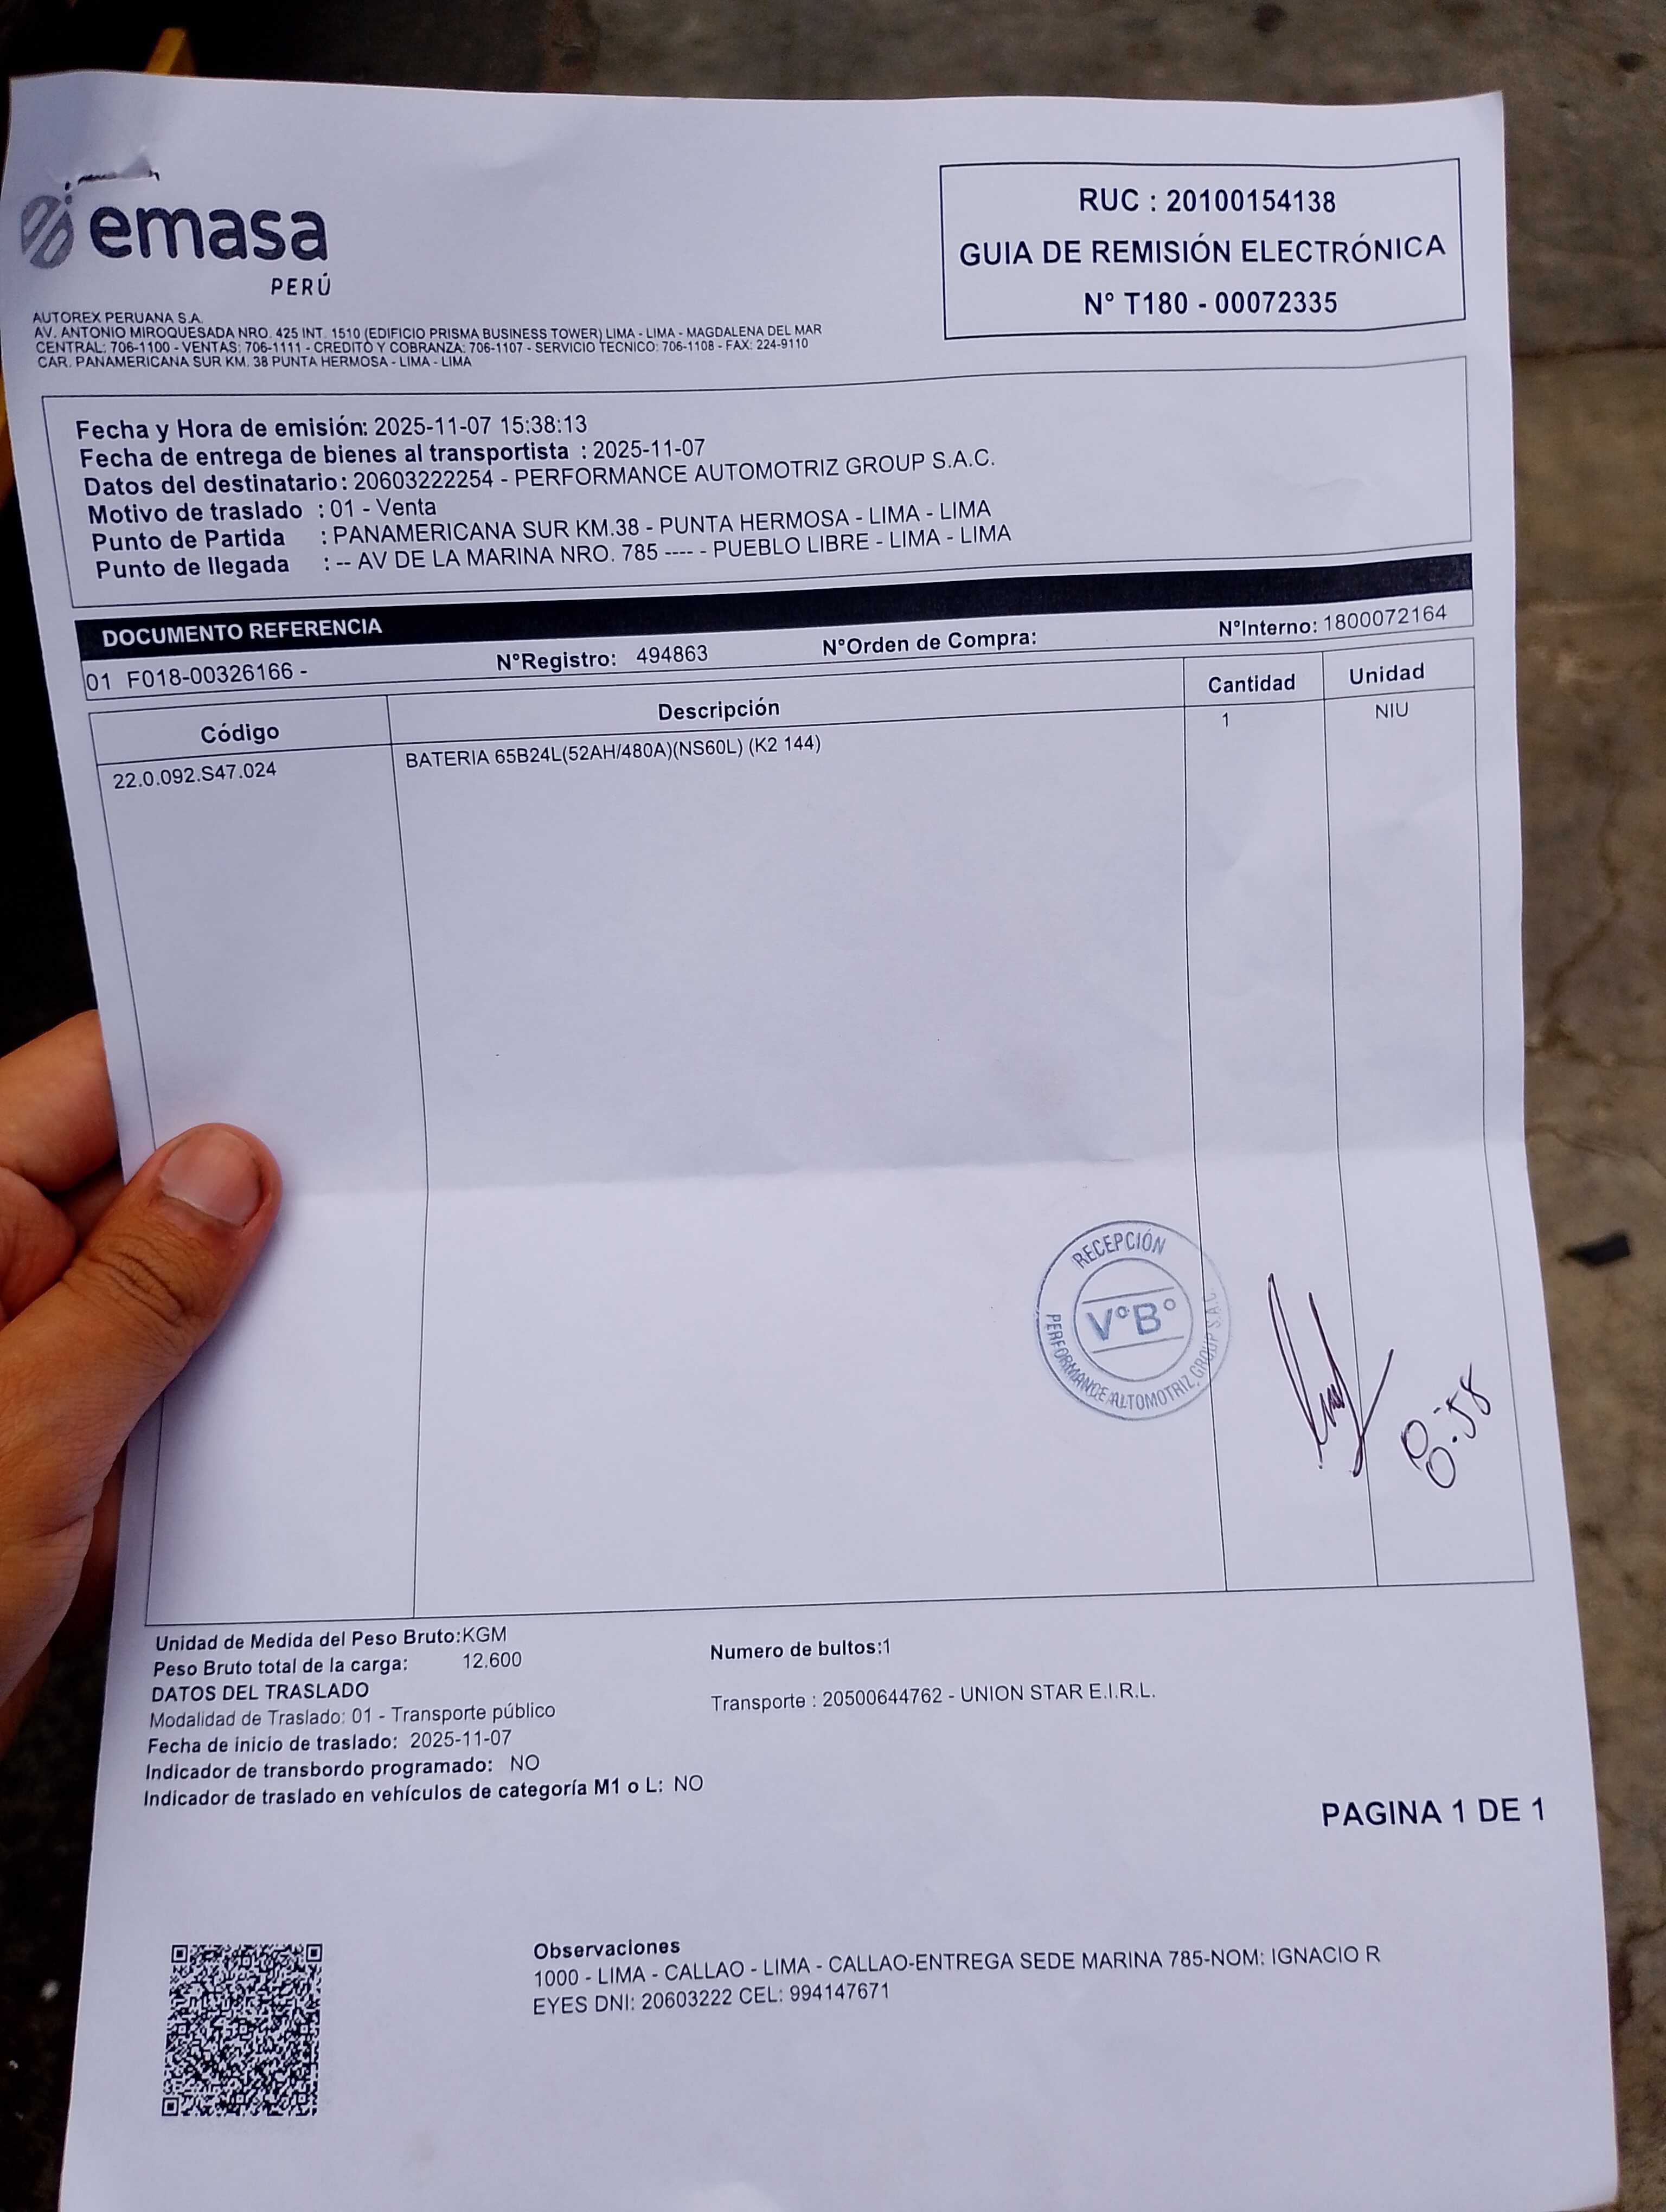 emasa
PERÚ
RUC : 20100154138
GUIA DE REMISIÓN ELECTRÓNICA
N° T180 - 00072335
AUTOREX PERUANA S.A.
AV. ANTONIO MIROQUESADA NRO. 425 INT. 1510 (EDIFICIO PRISMA BUSINESS TOWER) LIMA - LIMA - MAGDALENA DEL MAR
CENTRAL: 706-1100 - VENTAS: 706-1111 - CREDITO Y COBRANZA: 706-1107 - SERVICIO TECNICO: 706-1108 - FAX: 224-9110
CAR. PANAMERICANA SUR KM. 38 PUNTA HERMOSA - LIMA - LIMA
Fecha y Hora de emisión: 2025-11-07 15:38:13
Fecha de entrega de bienes al transportista : 2025-11-07
Datos del destinatario: 20603222254 - PERFORMANCE AUTOMOTRIZ GROUP S.A.C.
Motivo de traslado : 01 - Venta
Punto de Partida : PANAMERICANA SUR KM.38 - PUNTA HERMOSA - LIMA - LIMA
Punto de llegada : -- AV DE LA MARINA NRO. 785 ---- - PUEBLO LIBRE - LIMA - LIMA
DOCUMENTO REFERENCIA
01 F018-00326166 - N°Registro: 494863 N°Orden de Compra: N°Interno: 1800072164
Código Descripción Cantidad Unidad
22.0.092.S47.024 BATERIA 65B24L(52AH/480A)(NS60L) (K2 144) 1 NIU
RECEPCIÓN
V°B°
PERFORMANCE AUTOMOTRIZ GROUP S.A.C.
8:58
Unidad de Medida del Peso Bruto:KGM
Peso Bruto total de la carga: 12.600
Numero de bultos:1
DATOS DEL TRASLADO
Modalidad de Traslado: 01 - Transporte público
Transporte : 20500644762 - UNION STAR E.I.R.L.
Fecha de inicio de traslado: 2025-11-07
Indicador de transbordo programado: NO
Indicador de traslado en vehículos de categoría M1 o L: NO
PAGINA 1 DE 1
Observaciones
1000 - LIMA - CALLAO - LIMA - CALLAO-ENTREGA SEDE MARINA 785-NOM: IGNACIO R
EYES DNI: 20603222 CEL: 994147671